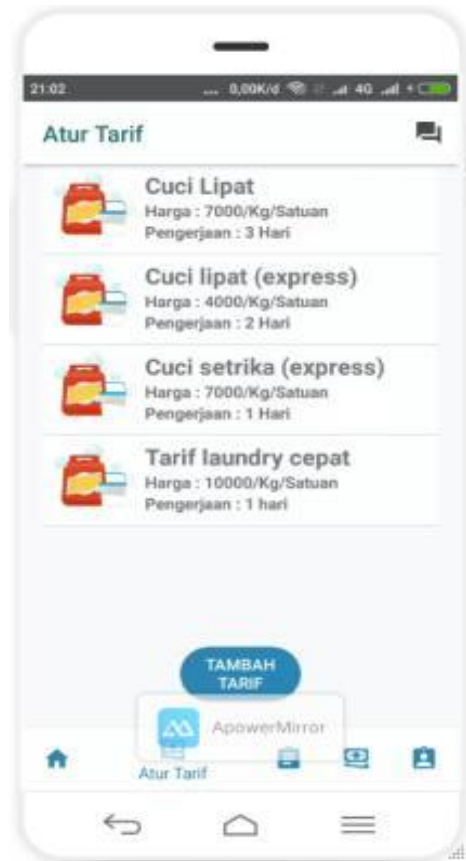 21:02 ... 0,00K/d 4G
Atur Tarif
Cuci Lipat
Harga : 7000/Kg/Satuan
Pengerjaan : 3 Hari
Cuci lipat (express)
Harga : 4000/Kg/Satuan
Pengerjaan : 2 Hari
Cuci setrika (express)
Harga : 7000/Kg/Satuan
Pengerjaan : 1 Hari
Tarif laundry cepat
Harga : 10000/Kg/Satuan
Pengerjaan : 1 hari
TAMBAH
TARIF
ApowerMirror
Atur Tarif